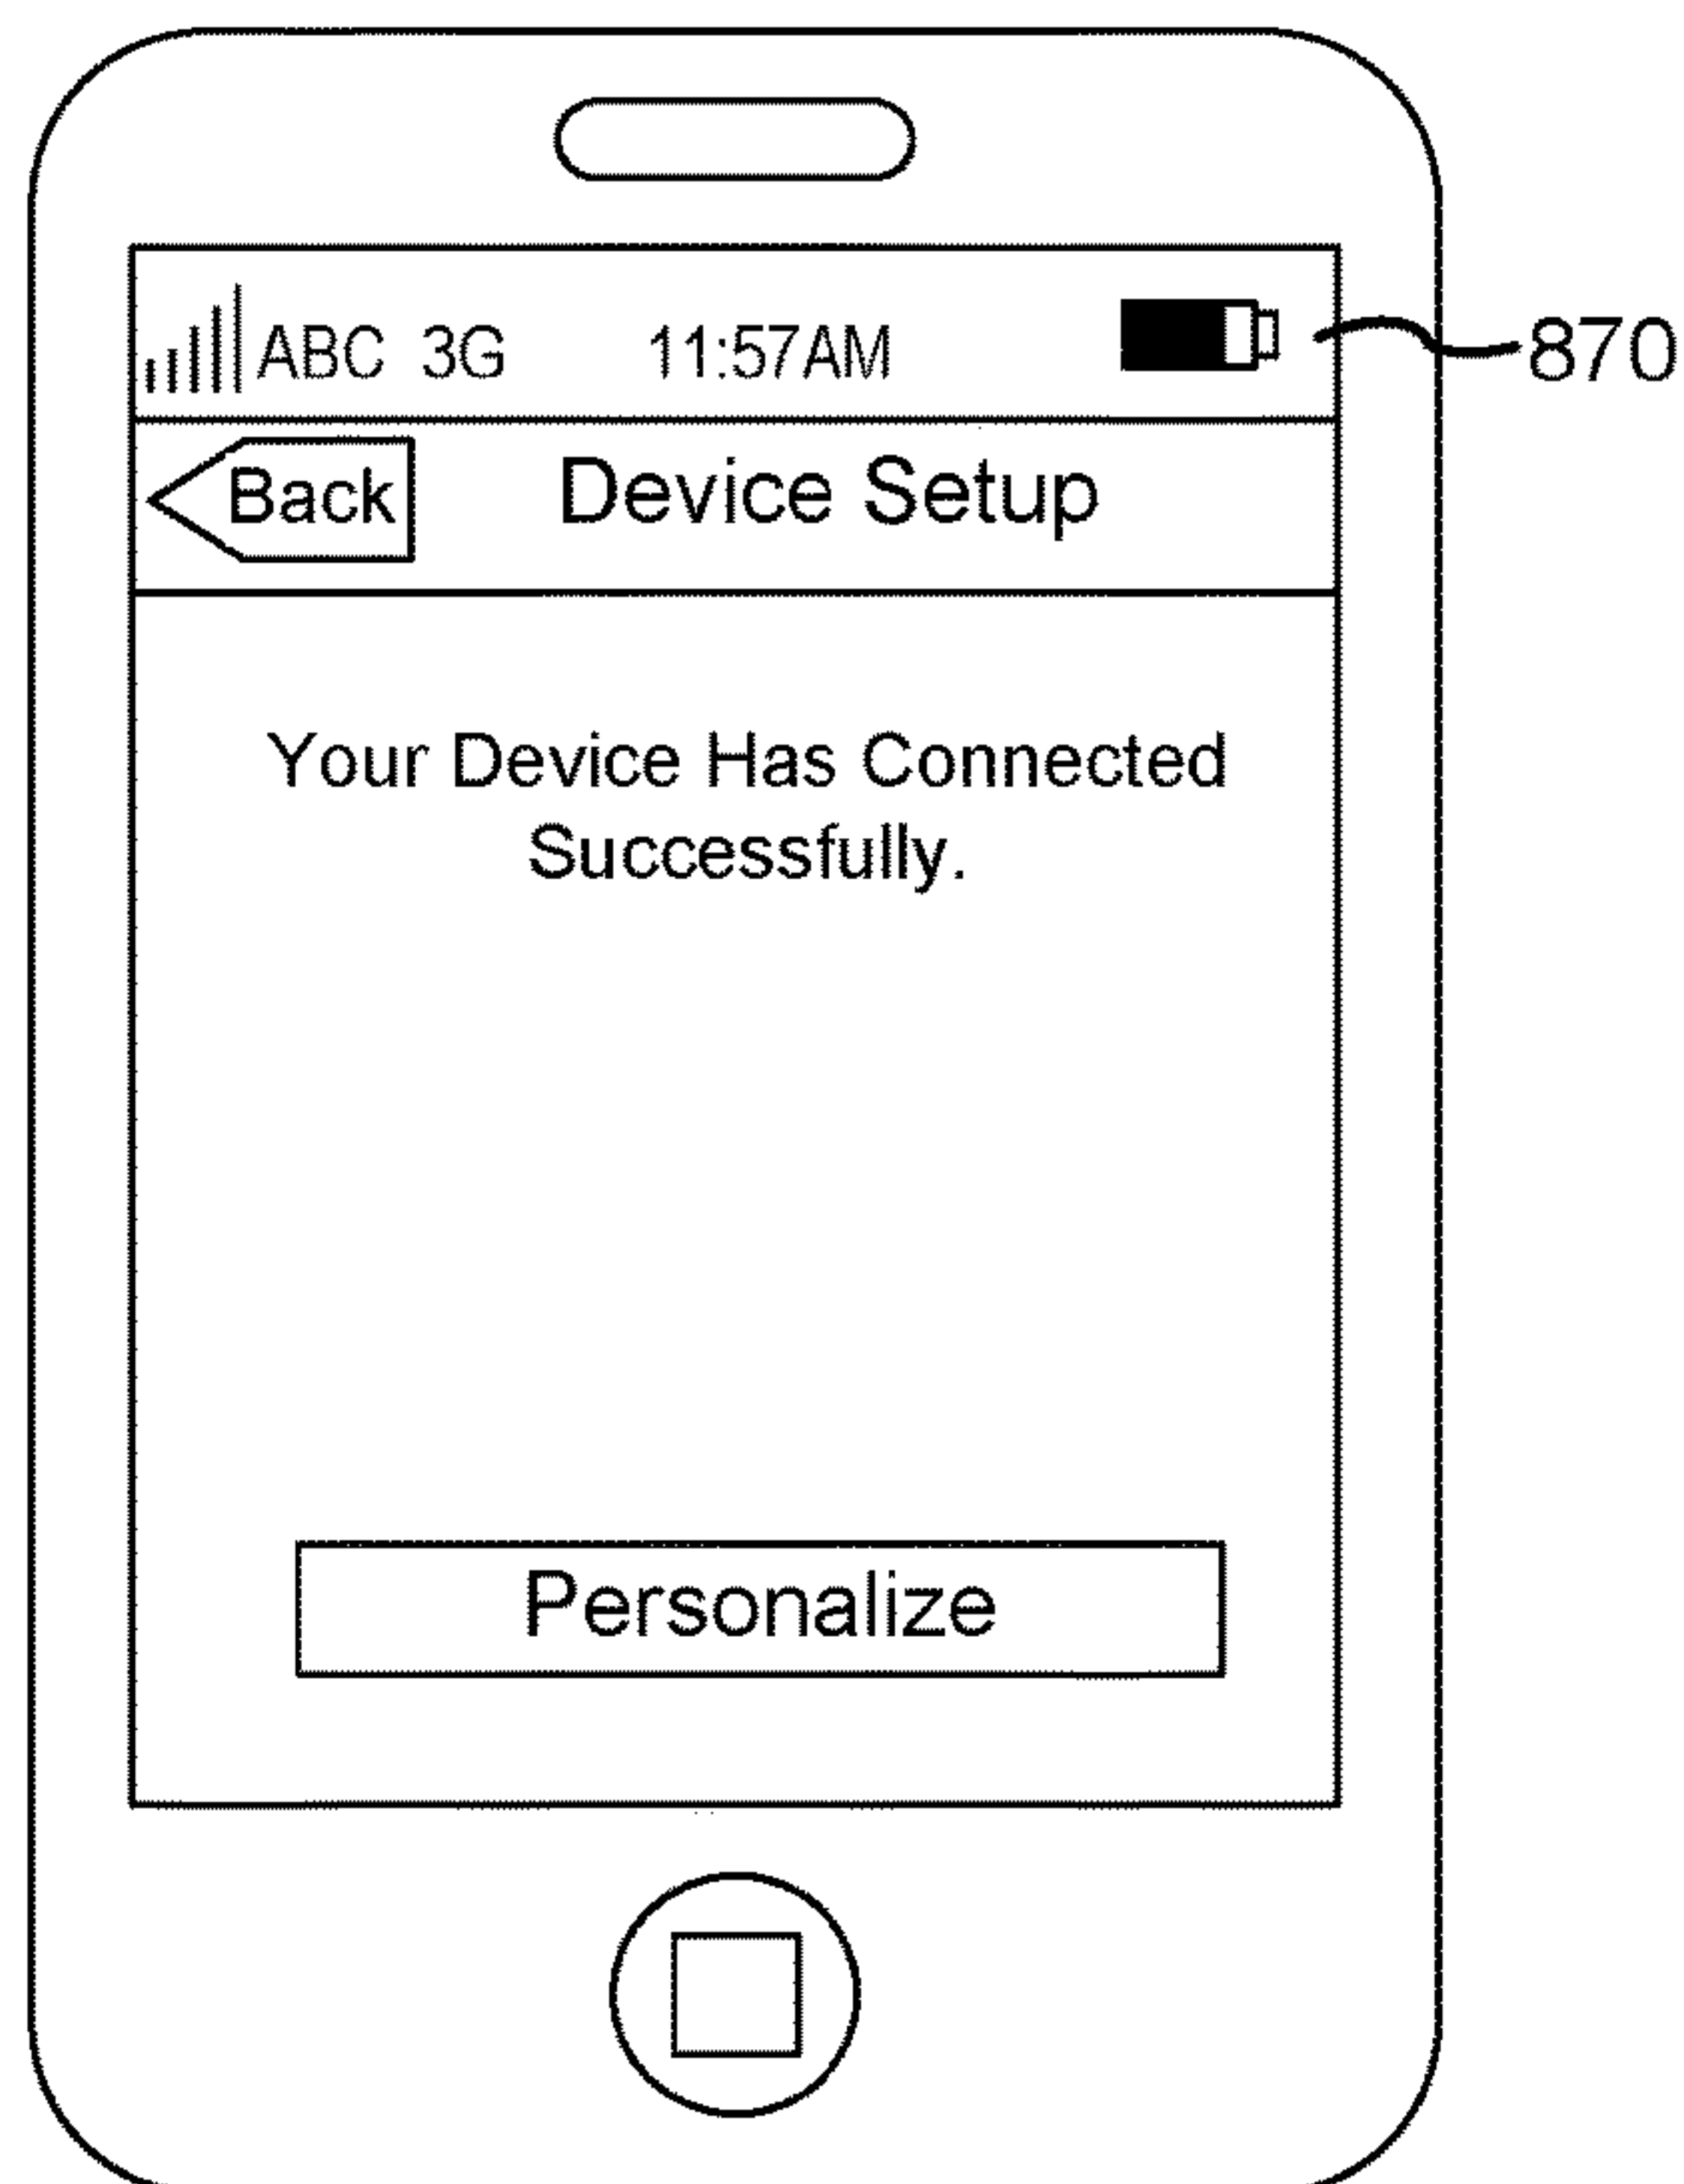 ABC 3G 11:57AM
870
Back Device Setup
Your Device Has Connected
Successfully.
Personalize